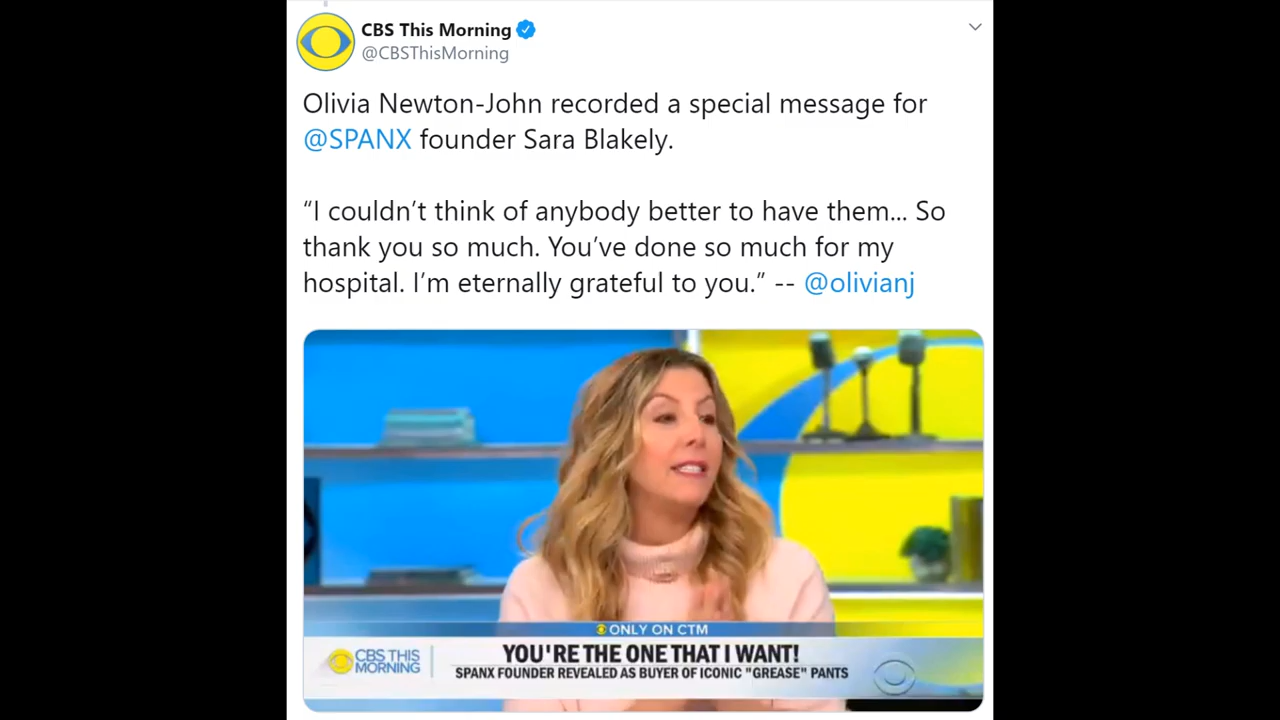 CBS This Morning
@CBSThisMorning
Olivia Newton-John recorded a special message for
@SPANX founder Sara Blakely.
“I couldn’t think of anybody better to have them... So
thank you so much. You’ve done so much for my
hospital. I’m eternally grateful to you.” -- @olivianj
ONLY ON CTM
CBS THIS
MORNING
YOU'RE THE ONE THAT I WANT!
SPANX FOUNDER REVEALED AS BUYER OF ICONIC "GREASE" PANTS